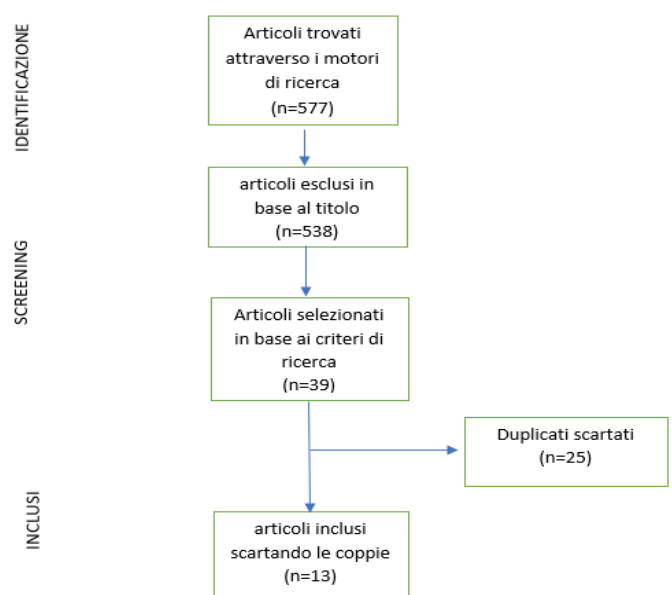 IDENTIFICAZIONE
Articoli trovati
attraverso i motori
di ricerca
(n=577)
articoli esclusi in
base al titolo
(n=538)
SCREENING
Articoli selezionati
in base ai criteri di
ricerca
(n=39)
Duplicati scartati
(n=25)
INCLUSI
articoli inclusi
scartando le coppie
(n=13)